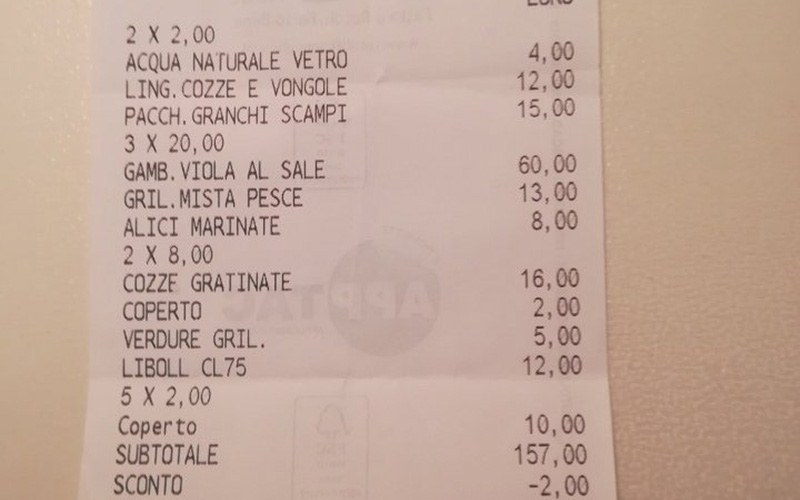 EURO
2 X 2,00
ACQUA NATURALE VETRO 4,00
LING.COZZE E VONGOLE 12,00
PACCH.GRANCHI SCAMPI 15,00
3 X 20,00
GAMB.VIOLA AL SALE 60,00
GRIL.MISTA PESCE 13,00
ALICI MARINATE 8,00
2 X 8,00
COZZE GRATINATE 16,00
COPERTO 2,00
VERDURE GRIL. 5,00
LIBOLL CL75 12,00
5 X 2,00
Coperto 10,00
SUBTOTALE 157,00
SCONTO -2,00